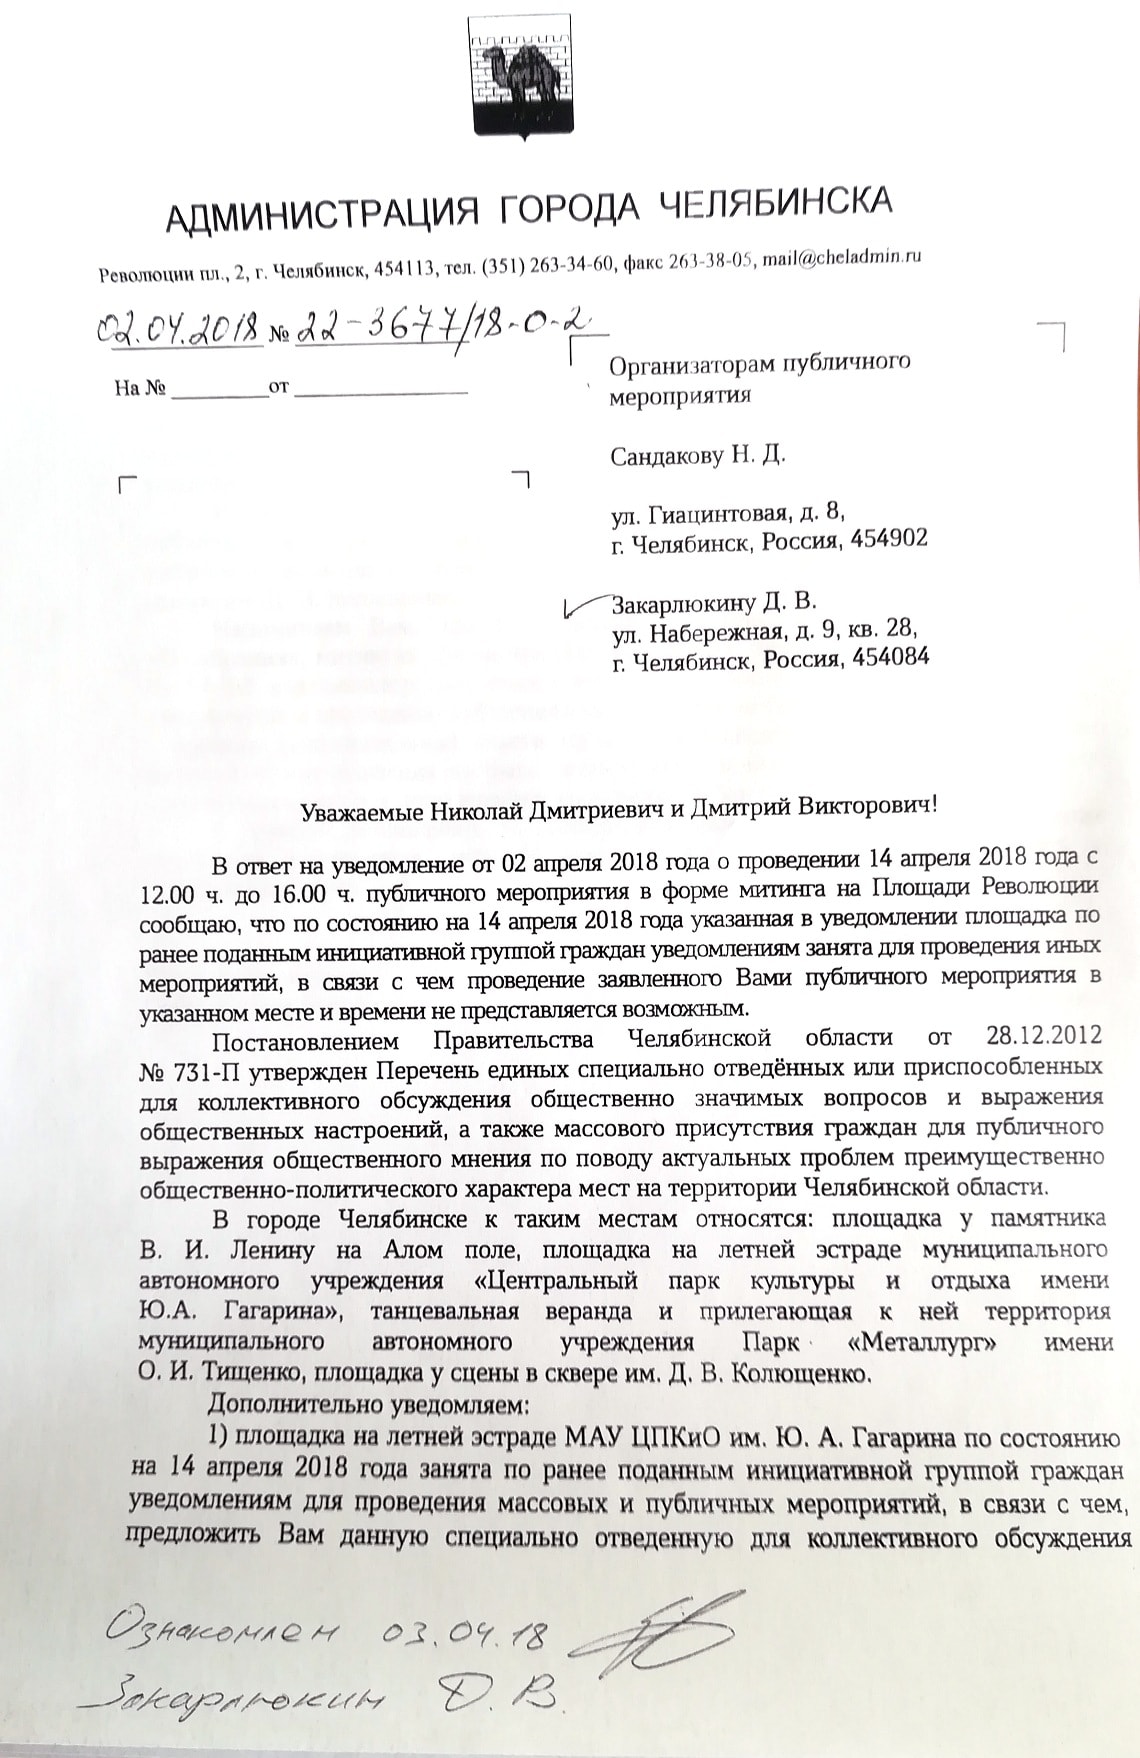 АДМИНИСТРАЦИЯ ГОРОДА ЧЕЛЯБИНСКА
Революции пл., 2, г. Челябинск, 454113, тел. (351) 263-34-60, факс 263-38-05, mail@cheladmin.ru
02.04.2018 № 22-3677/18-0-2
На № от
Организаторам публичного
мероприятия
Сандакову Н. Д.
ул. Гиацинтовая, д. 8,
г. Челябинск, Россия, 454902
Закарлюкину Д. В.
ул. Набережная, д. 9, кв. 28,
г. Челябинск, Россия, 454084
Уважаемые Николай Дмитриевич и Дмитрий Викторович!
В ответ на уведомление от 02 апреля 2018 года о проведении 14 апреля 2018 года с
12.00 ч. до 16.00 ч. публичного мероприятия в форме митинга на Площади Революции
сообщаю, что по состоянию на 14 апреля 2018 года указанная в уведомлении площадка по
ранее поданным инициативной группой граждан уведомлениям занята для проведения иных
мероприятий, в связи с чем проведение заявленного Вами публичного мероприятия в
указанном месте и времени не представляется возможным.
Постановлением Правительства Челябинской области от 28.12.2012
№ 731-П утвержден Перечень единых специально отведённых или приспособленных
для коллективного обсуждения общественно значимых вопросов и выражения
общественных настроений, а также массового присутствия граждан для публичного
выражения общественного мнения по поводу актуальных проблем преимущественно
общественно-политического характера мест на территории Челябинской области.
В городе Челябинске к таким местам относятся: площадка у памятника
В. И. Ленину на Алом поле, площадка на летней эстраде муниципального
автономного учреждения «Центральный парк культуры и отдыха имени
Ю.А. Гагарина», танцевальная веранда и прилегающая к ней территория
муниципального автономного учреждения Парк «Металлург» имени
О. И. Тищенко, площадка у сцены в сквере им. Д. В. Колющенко.
Дополнительно уведомляем:
1) площадка на летней эстраде МАУ ЦПКиО им. Ю. А. Гагарина по состоянию
на 14 апреля 2018 года занята по ранее поданным инициативной группой граждан
уведомлениям для проведения массовых и публичных мероприятий, в связи с чем,
предложить Вам данную специально отведенную для коллективного обсуждения
Ознакомлен 03.04.18
Закарлюкин Д. В.